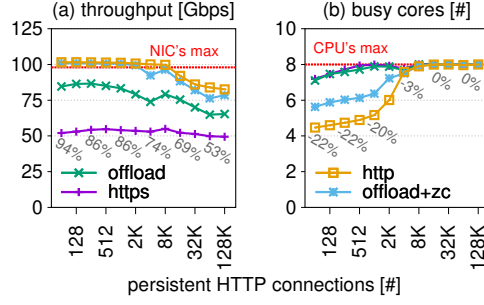 (a) throughput [Gbps]
(b) busy cores [#]
125
100
75
50
25
0
NIC's max
94%
86%
86%
74%
69%
53%
offload
https
128
512
2K
8K
32K
128K
10
8
6
4
2
0
CPU's max
-22%
-22%
-20%
-3%
0%
0%
http
offload+zc
128
512
2K
8K
32K
128K
persistent HTTP connections [#]